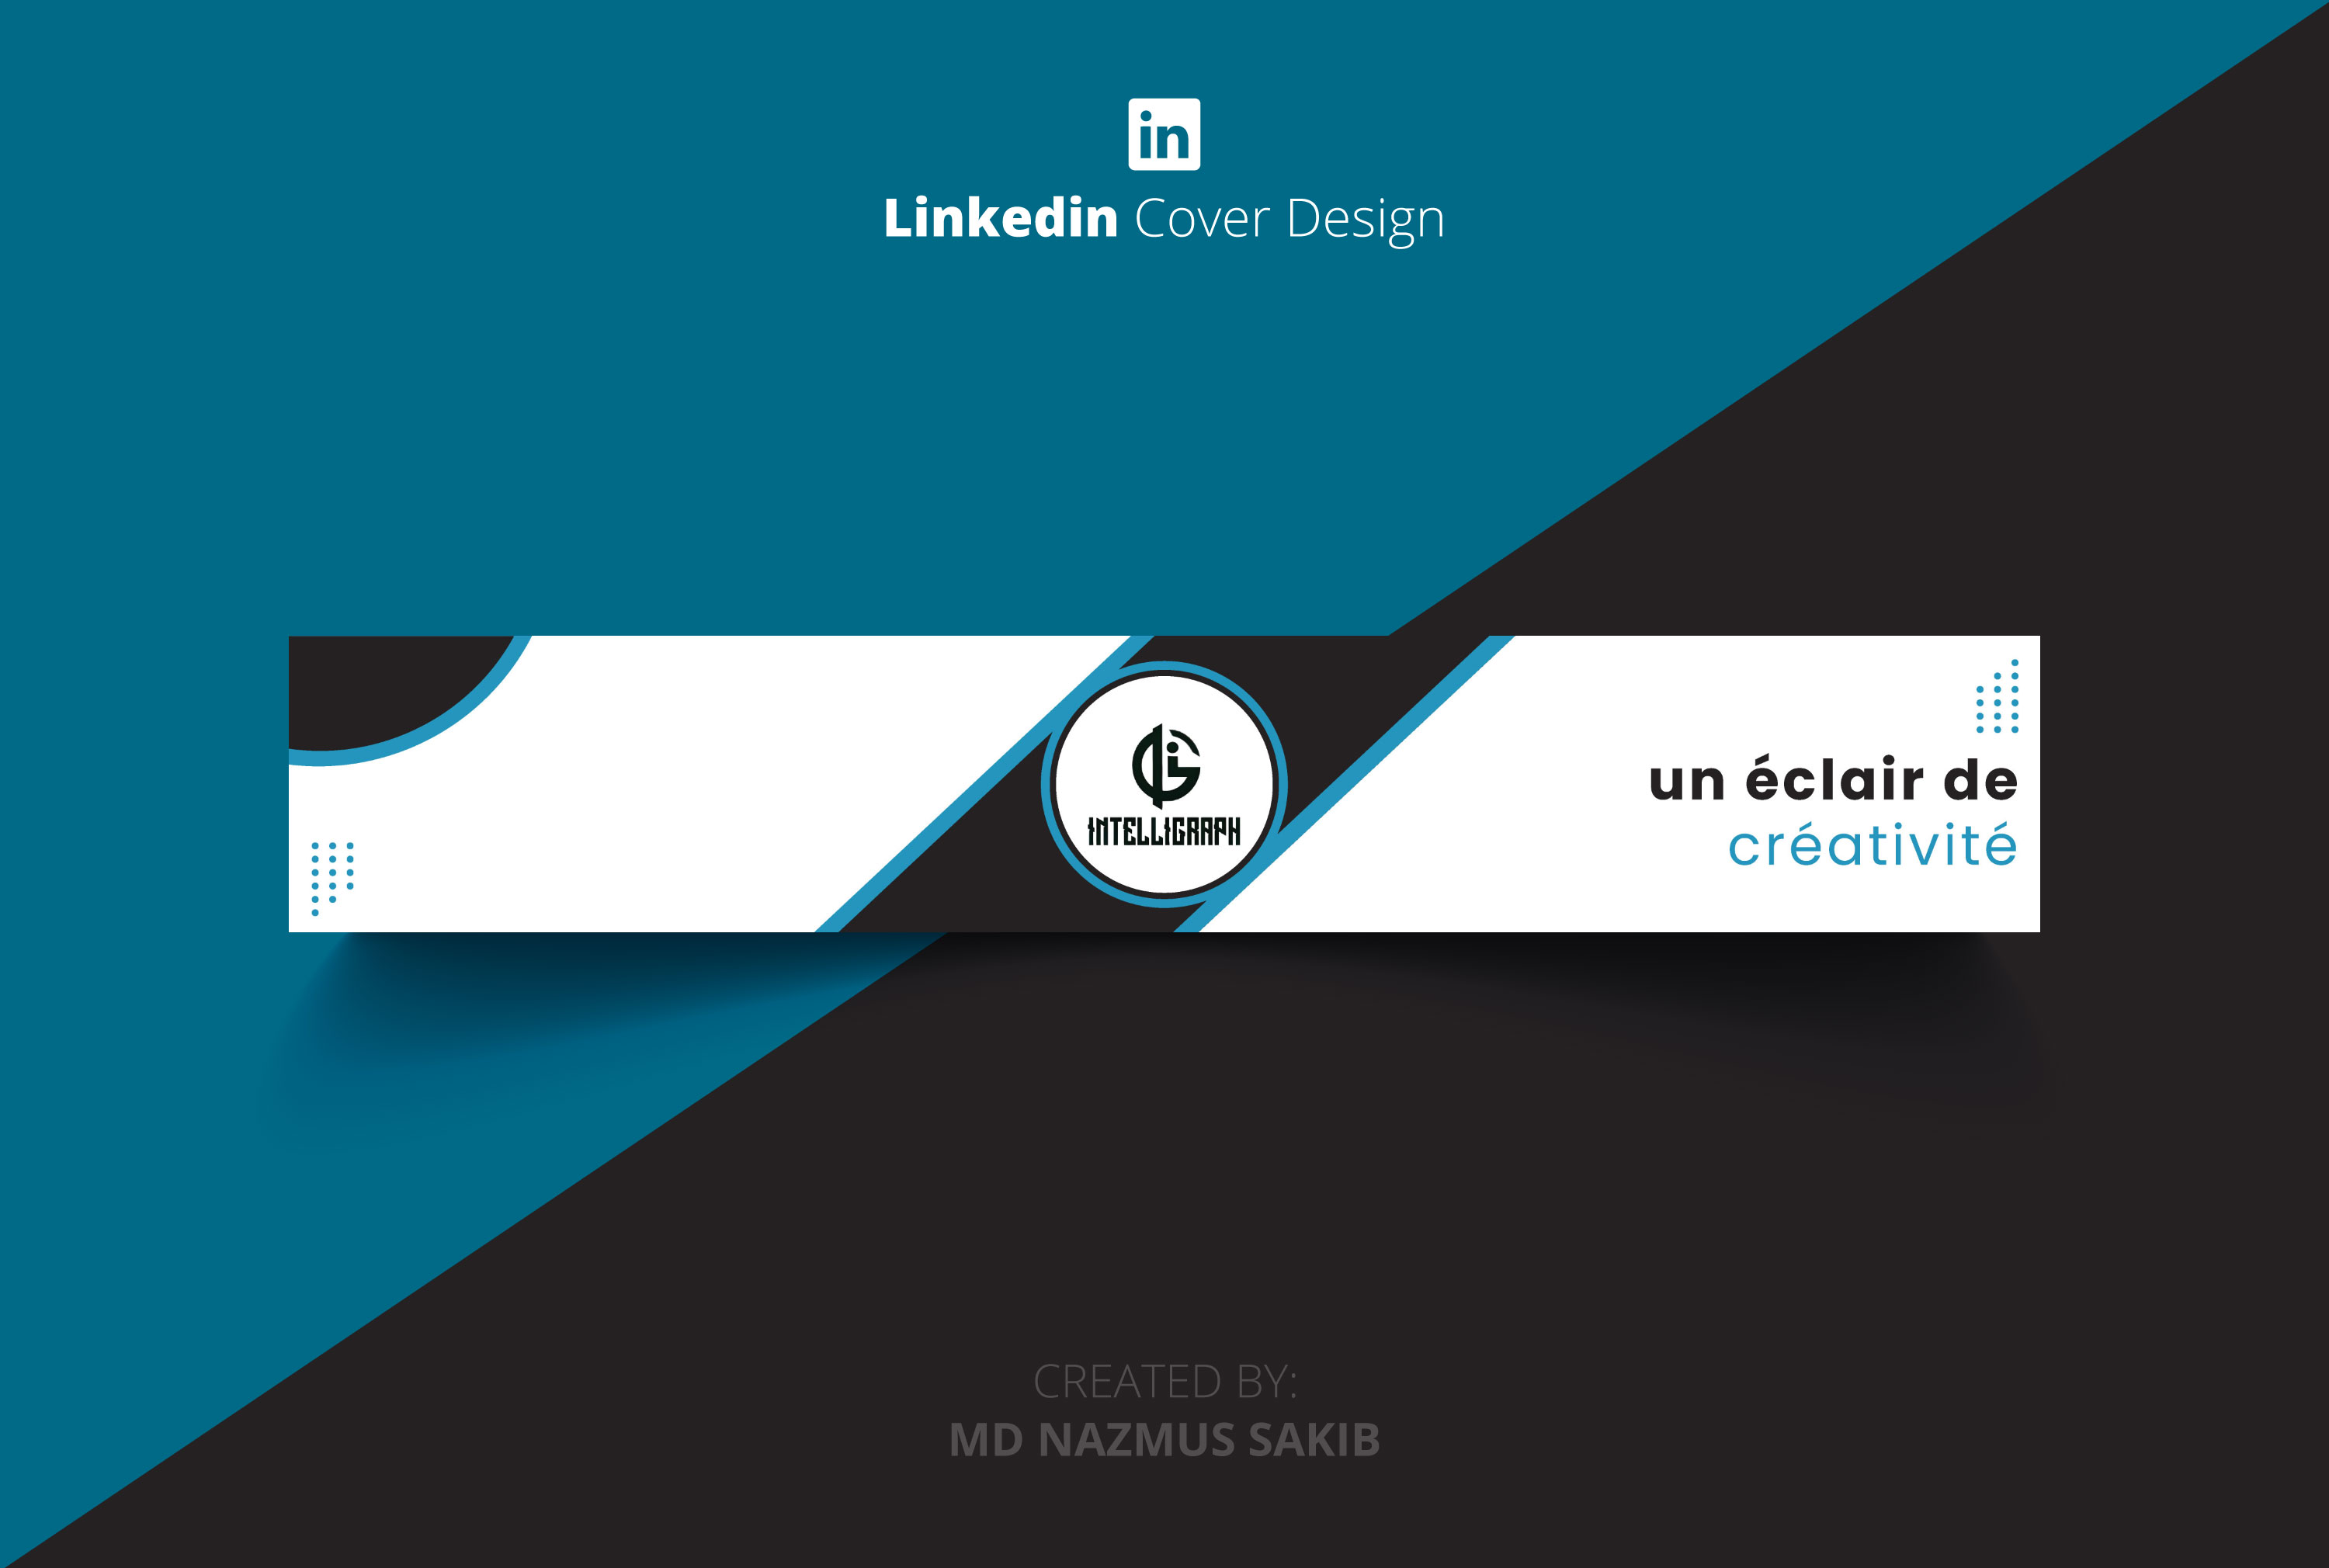 in
Linkedin Cover Design
INTELLIGRAPH
un éclair de
créativité
CREATED BY:
MD NAZMUS SAKIB